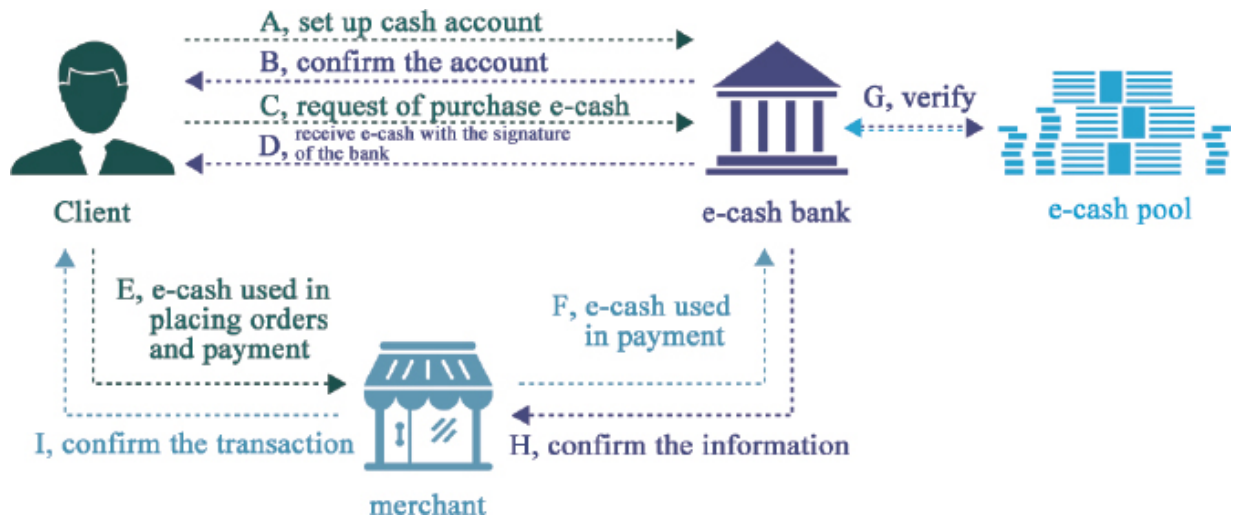 A, set up cash account
B, confirm the account
C, request of purchase e-cash
D, receive e-cash with the signature
of the bank
G, verify
Client
e-cash bank
e-cash pool
E, e-cash used in
placing orders
and payment
F, e-cash used
in payment
I, confirm the transaction
H, confirm the information
merchant